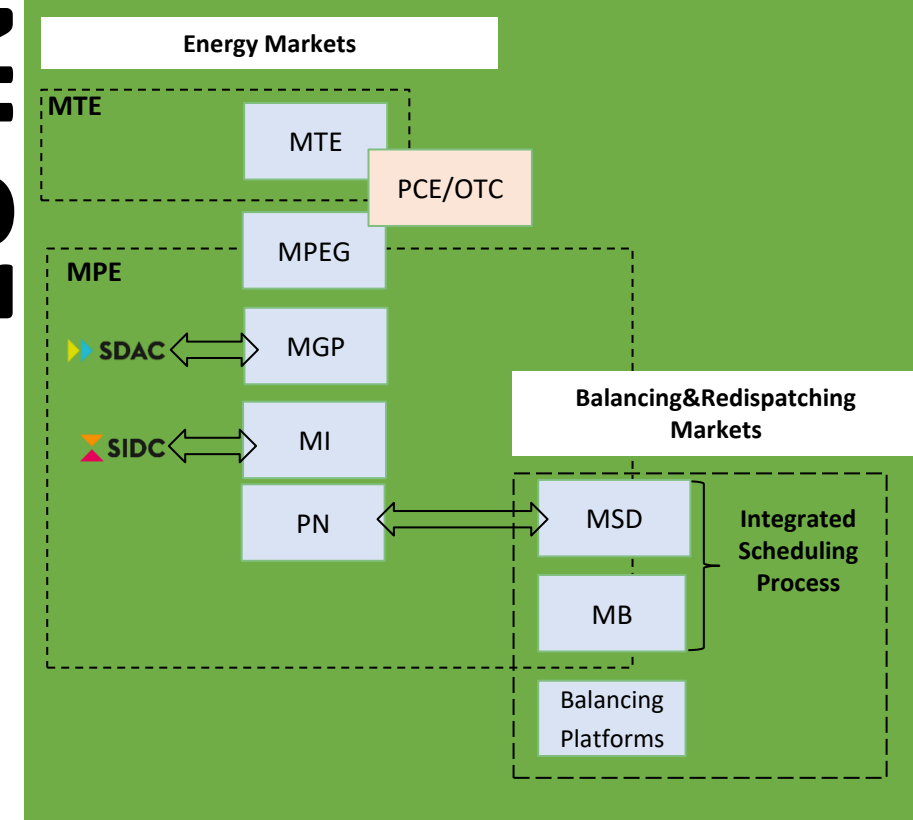 Energy Markets
MTE
MTE
PCE/OTC
MPEG
MPE
SDAC
MGP
Balancing&Redispatching
Markets
SIDC
MI
PN
MSD
Integrated
Scheduling
Process
MB
Balancing
Platforms